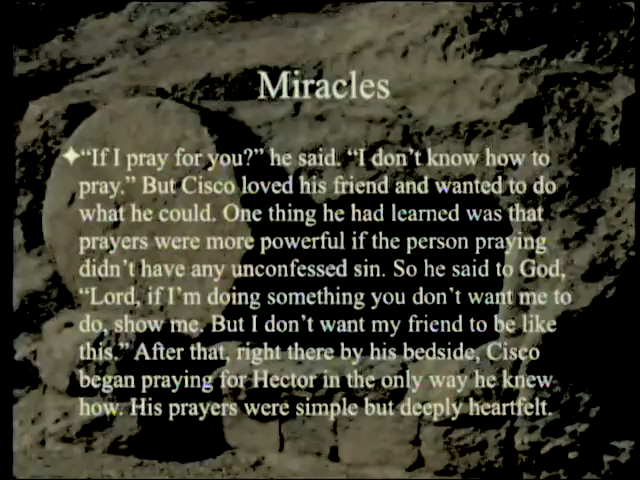 Miracles
✦“If I pray for you?” he said. “I don’t know how to
pray.” But Cisco loved his friend and wanted to do
what he could. One thing he had learned was that
prayers were more powerful if the person praying
didn’t have any unconfessed sin. So he said to God,
“Lord, if I’m doing something you don’t want me to
do, show me. But I don’t want my friend to be like
this.” After that, right there by his bedside, Cisco
began praying for Hector in the only way he knew
how. His prayers were simple but deeply heartfelt.